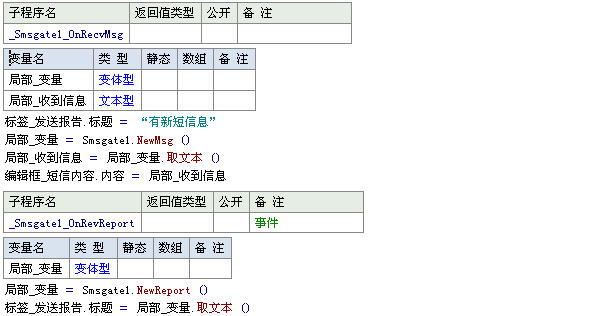 子程序名 返回值类型 公开 备 注
_Smsgate1_OnRecvMsg
变量名 类 型 静态 数组 备 注
局部_变量 变体型
局部_收到信息 文本型
标签_发送报告.标题 = “有新短信息”
局部_变量 = Smsgate1.NewMsg ()
局部_收到信息 = 局部_变量.取文本 ()
编辑框_短信内容.内容 = 局部_收到信息
子程序名 返回值类型 公开 备 注
_Smsgate1_OnRevReport 事件
变量名 类 型 静态 数组 备 注
局部_变量 变体型
局部_变量 = Smsgate1.NewReport ()
标签_发送报告.标题 = 局部_变量.取文本 ()